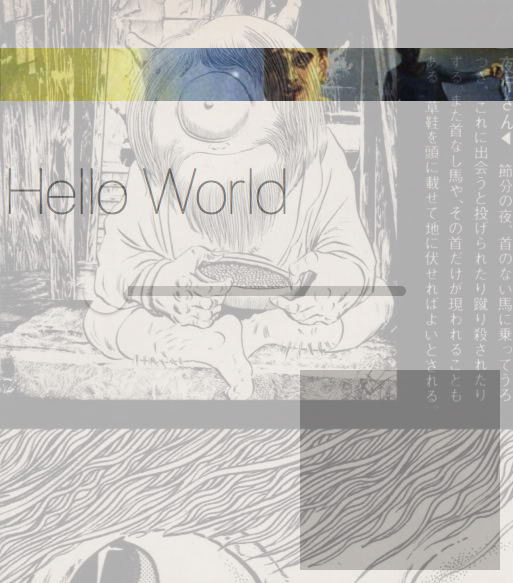 Hello World
夜行さん◀ 節分の夜 首のない馬に乗ってうろ
つく。これに出会うと投げられたり蹴り殺されたり
する。また首なし馬や、その首だけが現われることも
ある。草鞋を頭に載せて地に伏せればよいとされる。